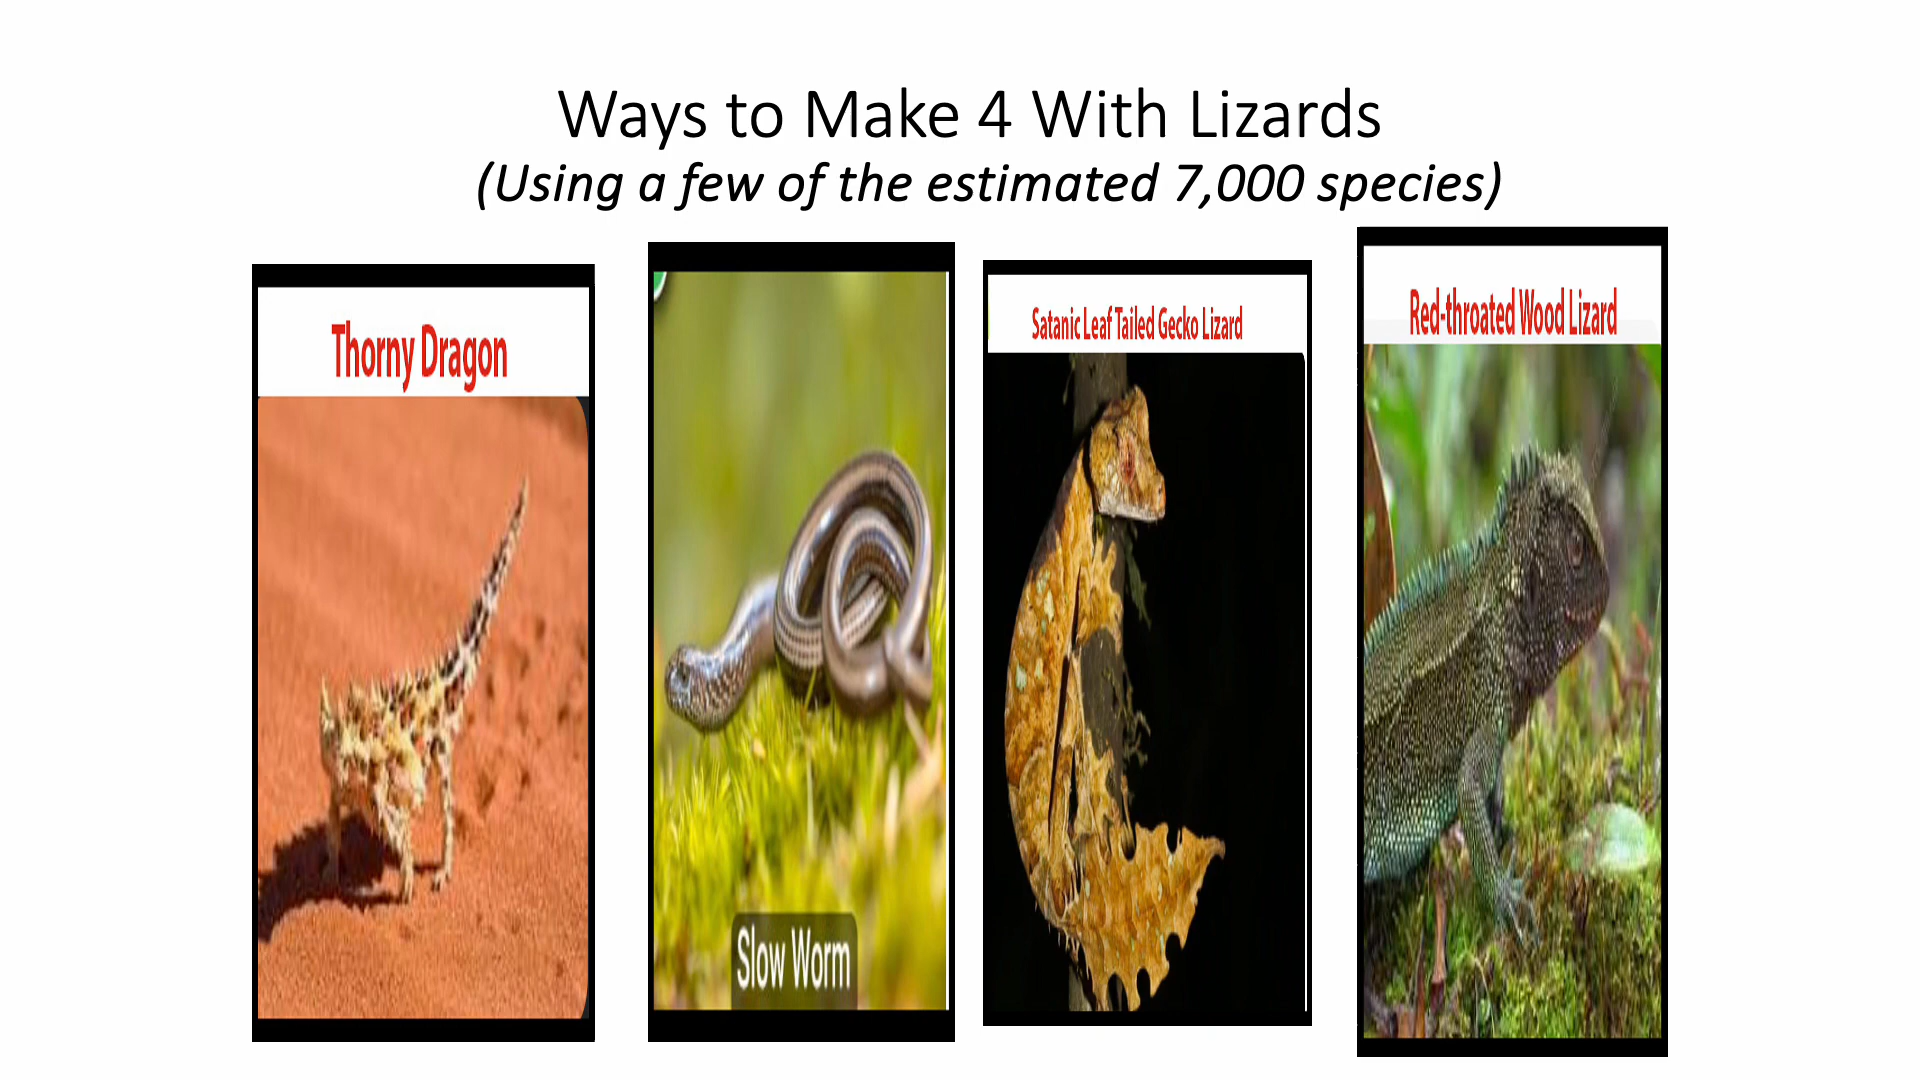 Ways to Make 4 With Lizards
(Using a few of the estimated 7,000 species)
Thorny Dragon
Slow Worm
Satanic Leaf Tailed Gecko Lizard
Red-throated Wood Lizard